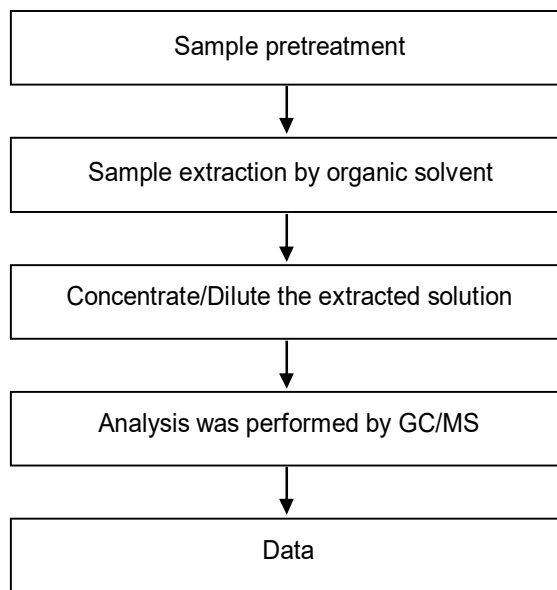 Sample pretreatment
Sample extraction by organic solvent
Concentrate/Dilute the extracted solution
Analysis was performed by GC/MS
Data